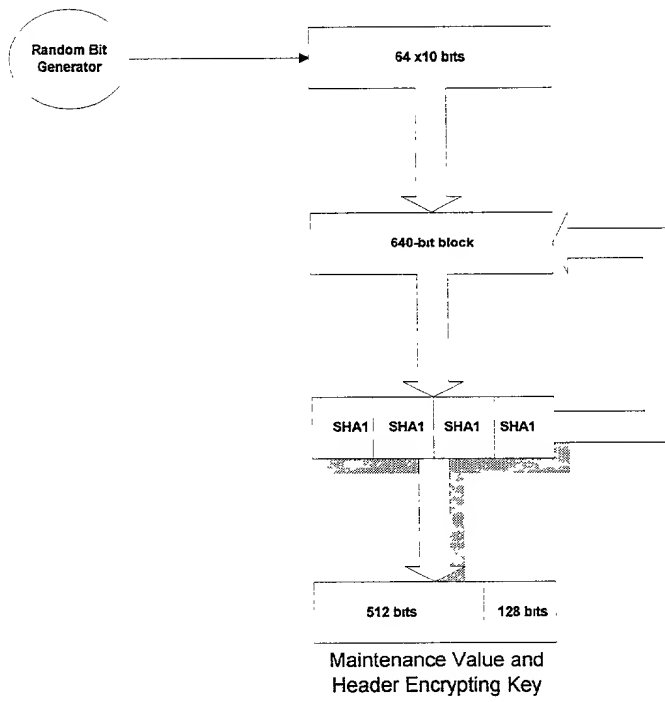 Random Bit
Generator
64 x10 bits
640-bit block
SHA1 SHA1 SHA1 SHA1
512 bits 128 bits
Maintenance Value and
Header Encrypting Key